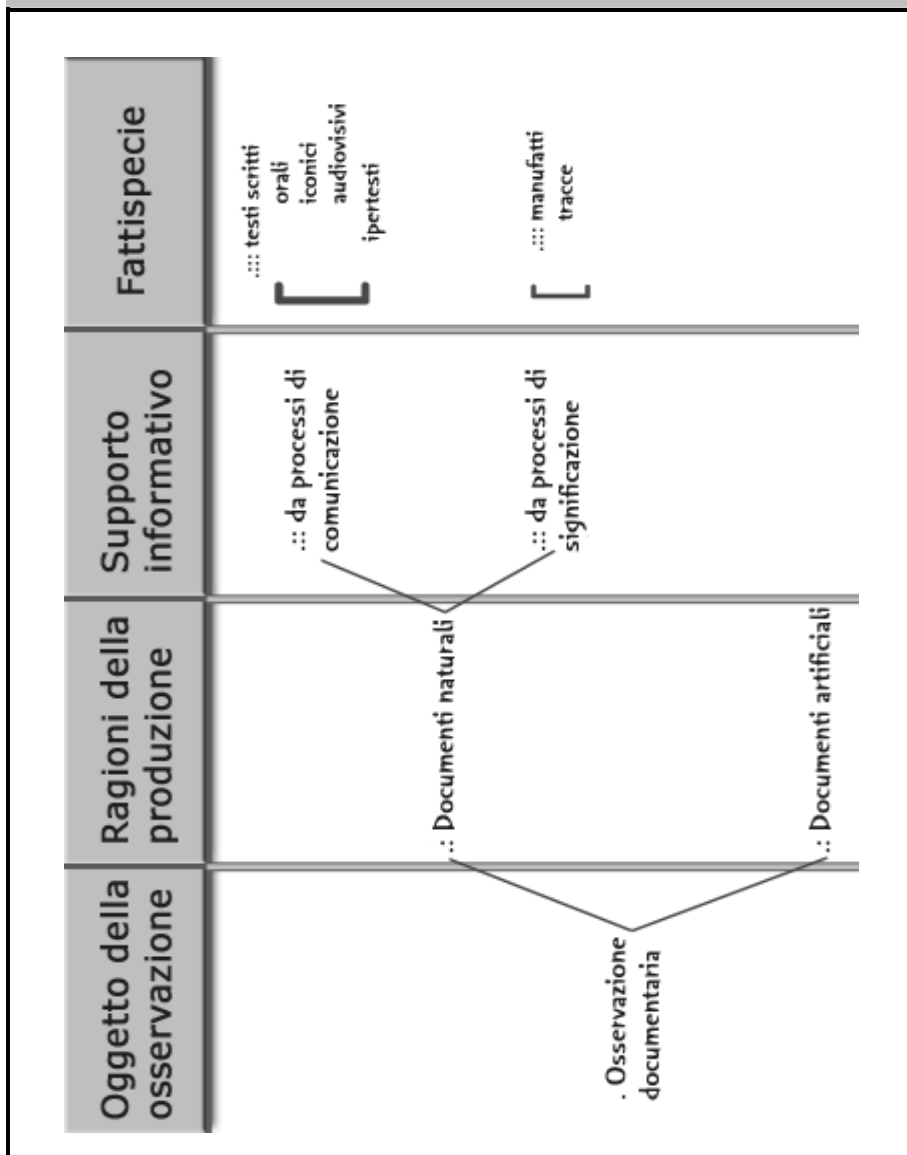 Oggetto della
osservazione
Ragioni della
produzione
Supporto
informativo
Fattispecie
. Osservazione
documentaria
.: Documenti naturali
.: Documenti artificiali
.:: da processi di
comunicazione
.:: da processi di
significazione
.::: testi scritti
orali
iconici
audiovisivi
ipertesti
.::: manufatti
tracce